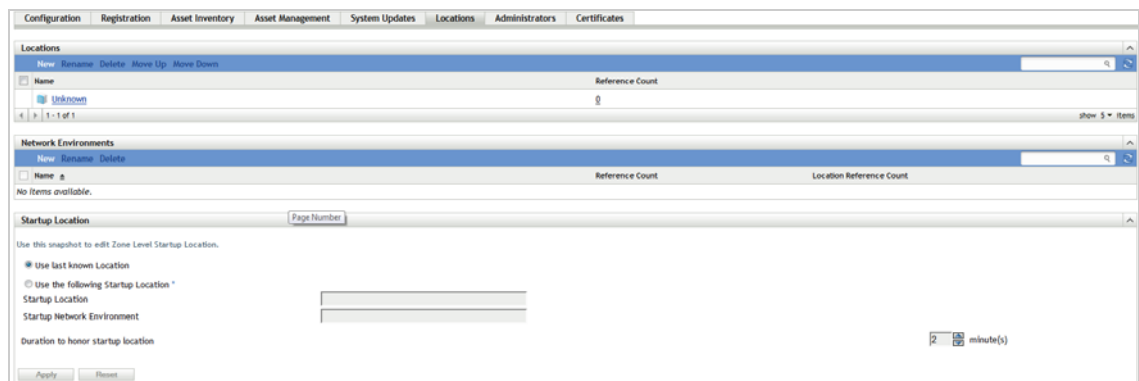 Configuration Registration Asset Inventory Asset Management System Updates Locations Administrators Certificates
Locations
New Rename Delete Move Up Move Down
Name Reference Count
Unknown 0
1 - 1 of 1 show 5 items
Network Environments
New Rename Delete
Name Reference Count Location Reference Count
No items available.
Startup Location
Page Number
Use this snapshot to edit Zone Level Startup Location.
Use last known Location
Use the following Startup Location *
Startup Location
Startup Network Environment
Duration to honor startup location 2 minute(s)
Apply Reset